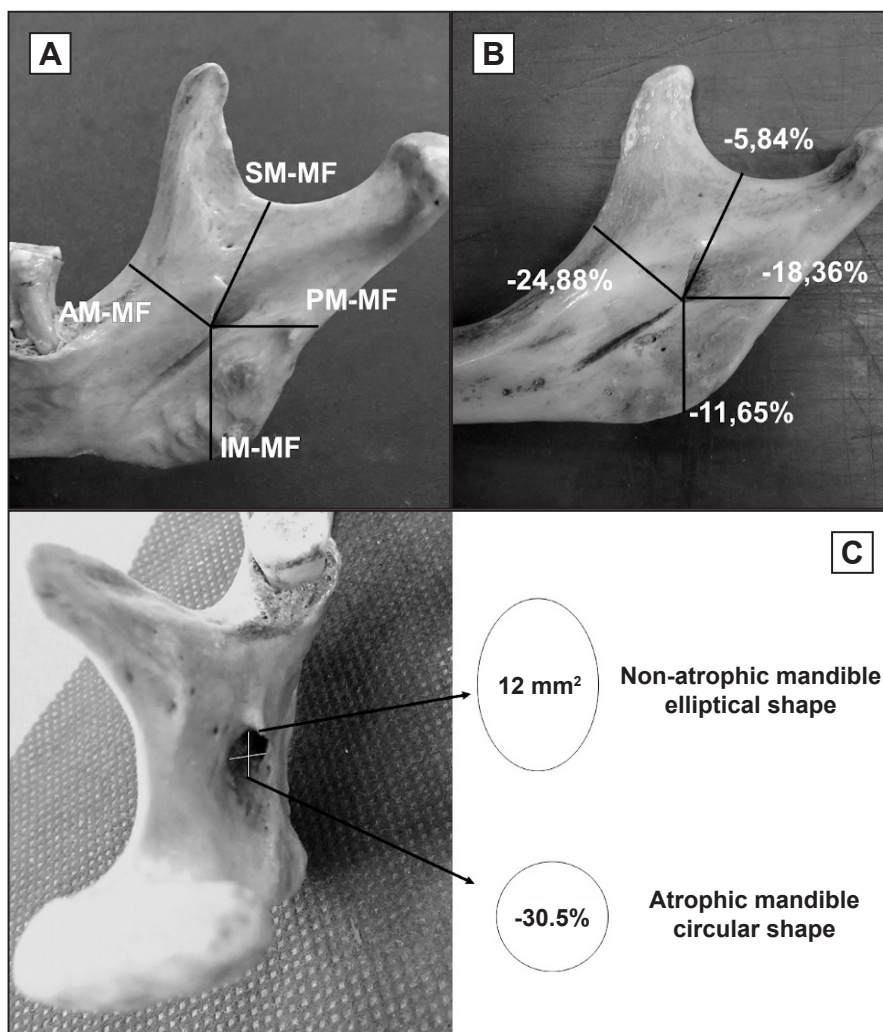 A
SM-MF
AM-MF
PM-MF
IM-MF
B
-5,84%
-24,88%
-18,36%
-11,65%
C
12 mm²
Non-atrophic mandible
elliptical shape
-30.5%
Atrophic mandible
circular shape